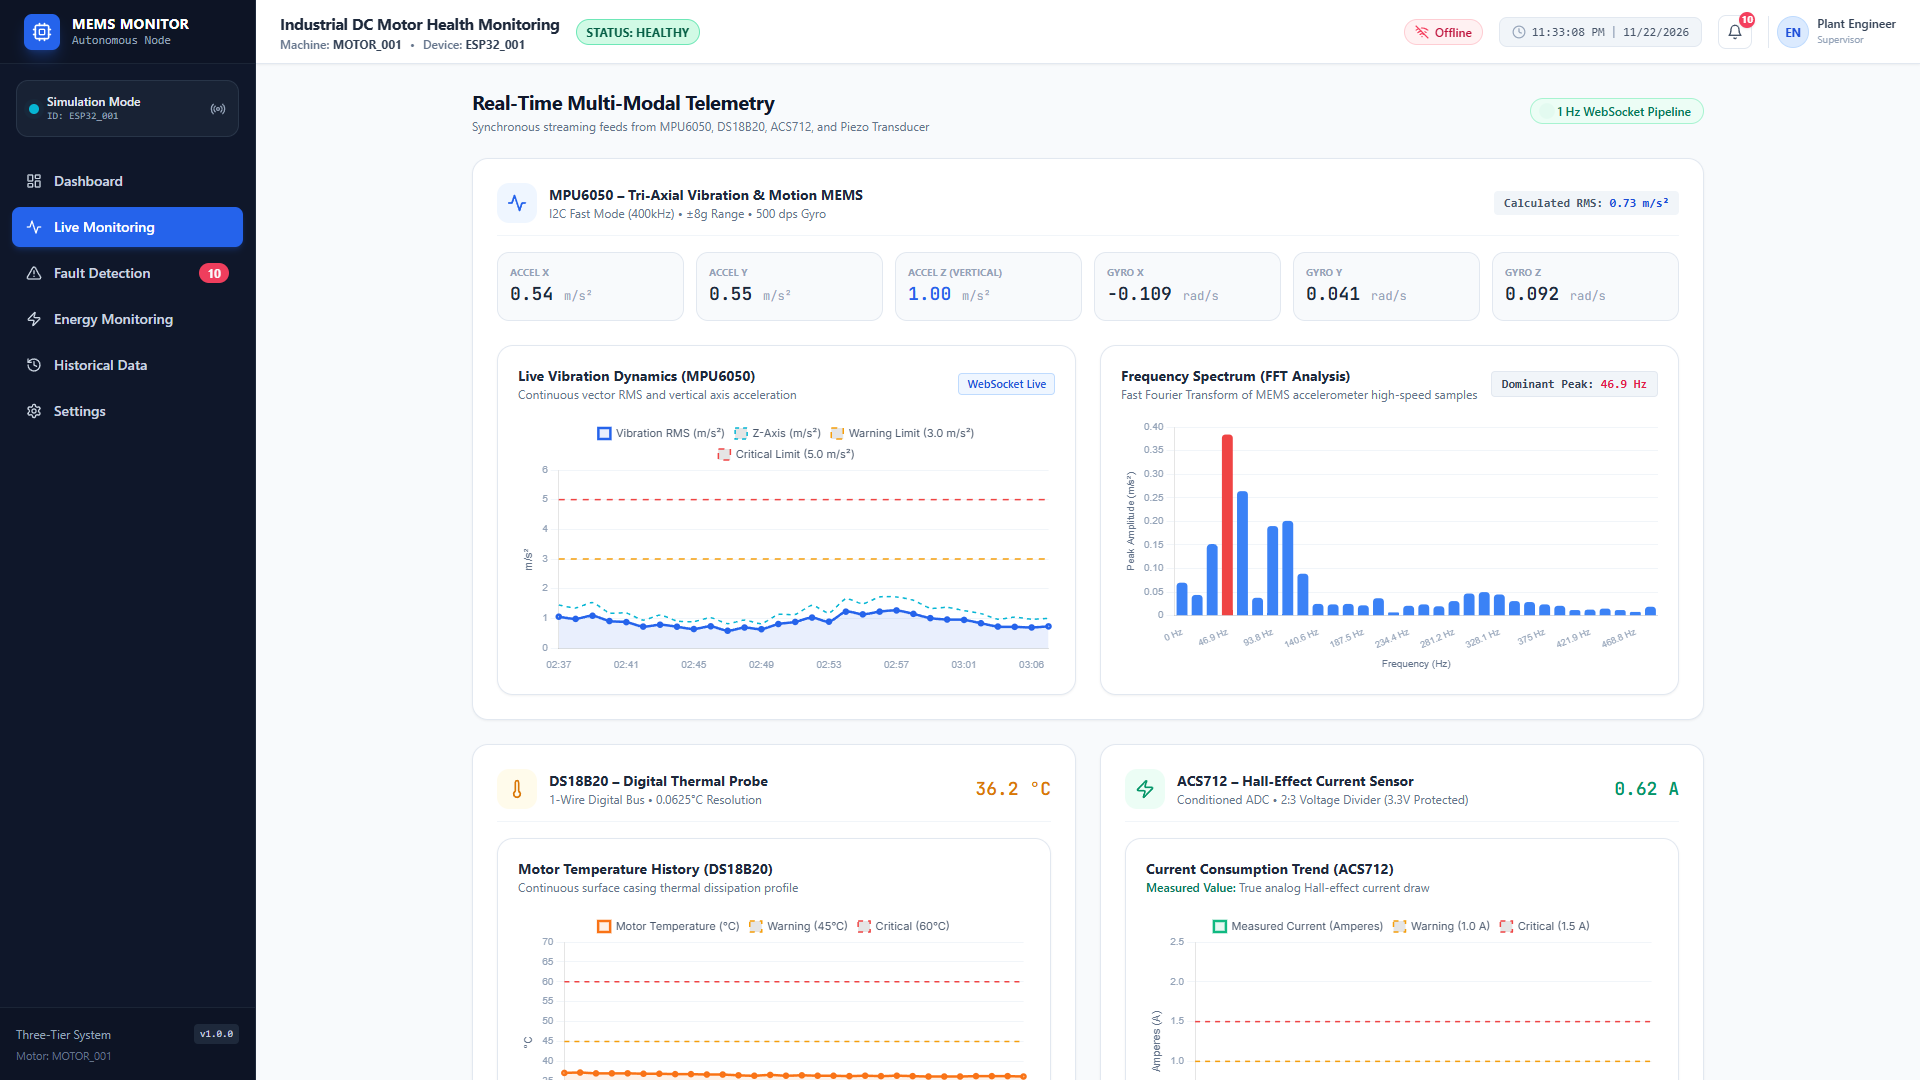 MEMS MONITOR
Autonomous Node
Simulation Mode
ID: ESP32_001
Dashboard
Live Monitoring
Fault Detection 10
Energy Monitoring
Historical Data
Settings
Three-Tier System v1.0.0
Motor: MOTOR_001
Industrial DC Motor Health Monitoring
Machine: MOTOR_001 • Device: ESP32_001
STATUS: HEALTHY
Offline
11:33:08 PM | 11/22/2026
10
EN
Plant Engineer
Supervisor
Real-Time Multi-Modal Telemetry
Synchronous streaming feeds from MPU6050, DS18B20, ACS712, and Piezo Transducer
1 Hz WebSocket Pipeline
MPU6050 – Tri-Axial Vibration & Motion MEMS
I2C Fast Mode (400kHz) • ±8g Range • 500 dps Gyro
Calculated RMS: 0.73 m/s²
ACCEL X
0.54 m/s²
ACCEL Y
0.55 m/s²
ACCEL Z (VERTICAL)
1.00 m/s²
GYRO X
-0.109 rad/s
GYRO Y
0.041 rad/s
GYRO Z
0.092 rad/s
Live Vibration Dynamics (MPU6050)
Continuous vector RMS and vertical axis acceleration
WebSocket Live
Vibration RMS (m/s²) Z-Axis (m/s²) Warning Limit (3.0 m/s²)
Critical Limit (5.0 m/s²)
6
5
4
3
2
1
0
m/s²
02:37 02:41 02:45 02:49 02:53 02:57 03:01 03:06
Frequency Spectrum (FFT Analysis)
Fast Fourier Transform of MEMS accelerometer high-speed samples
Dominant Peak: 46.9 Hz
0.40
0.35
0.30
0.25
0.20
0.15
0.10
0.05
0
Peak Amplitude (m/s²)
0 Hz 46.9 Hz 93.8 Hz 140.6 Hz 187.5 Hz 234.4 Hz 281.2 Hz 328.1 Hz 375 Hz 421.9 Hz 468.8 Hz
Frequency (Hz)
DS18B20 – Digital Thermal Probe
1-Wire Digital Bus • 0.0625°C Resolution
36.2 °C
Motor Temperature History (DS18B20)
Continuous surface casing thermal dissipation profile
Motor Temperature (°C) Warning (45°C) Critical (60°C)
70
65
60
55
50
45
40
35
°C
ACS712 – Hall-Effect Current Sensor
Conditioned ADC • 2:3 Voltage Divider (3.3V Protected)
0.62 A
Current Consumption Trend (ACS712)
Measured Value: True analog Hall-effect current draw
Measured Current (Amperes) Warning (1.0 A) Critical (1.5 A)
2.5
2.0
1.5
1.0
Amperes (A)